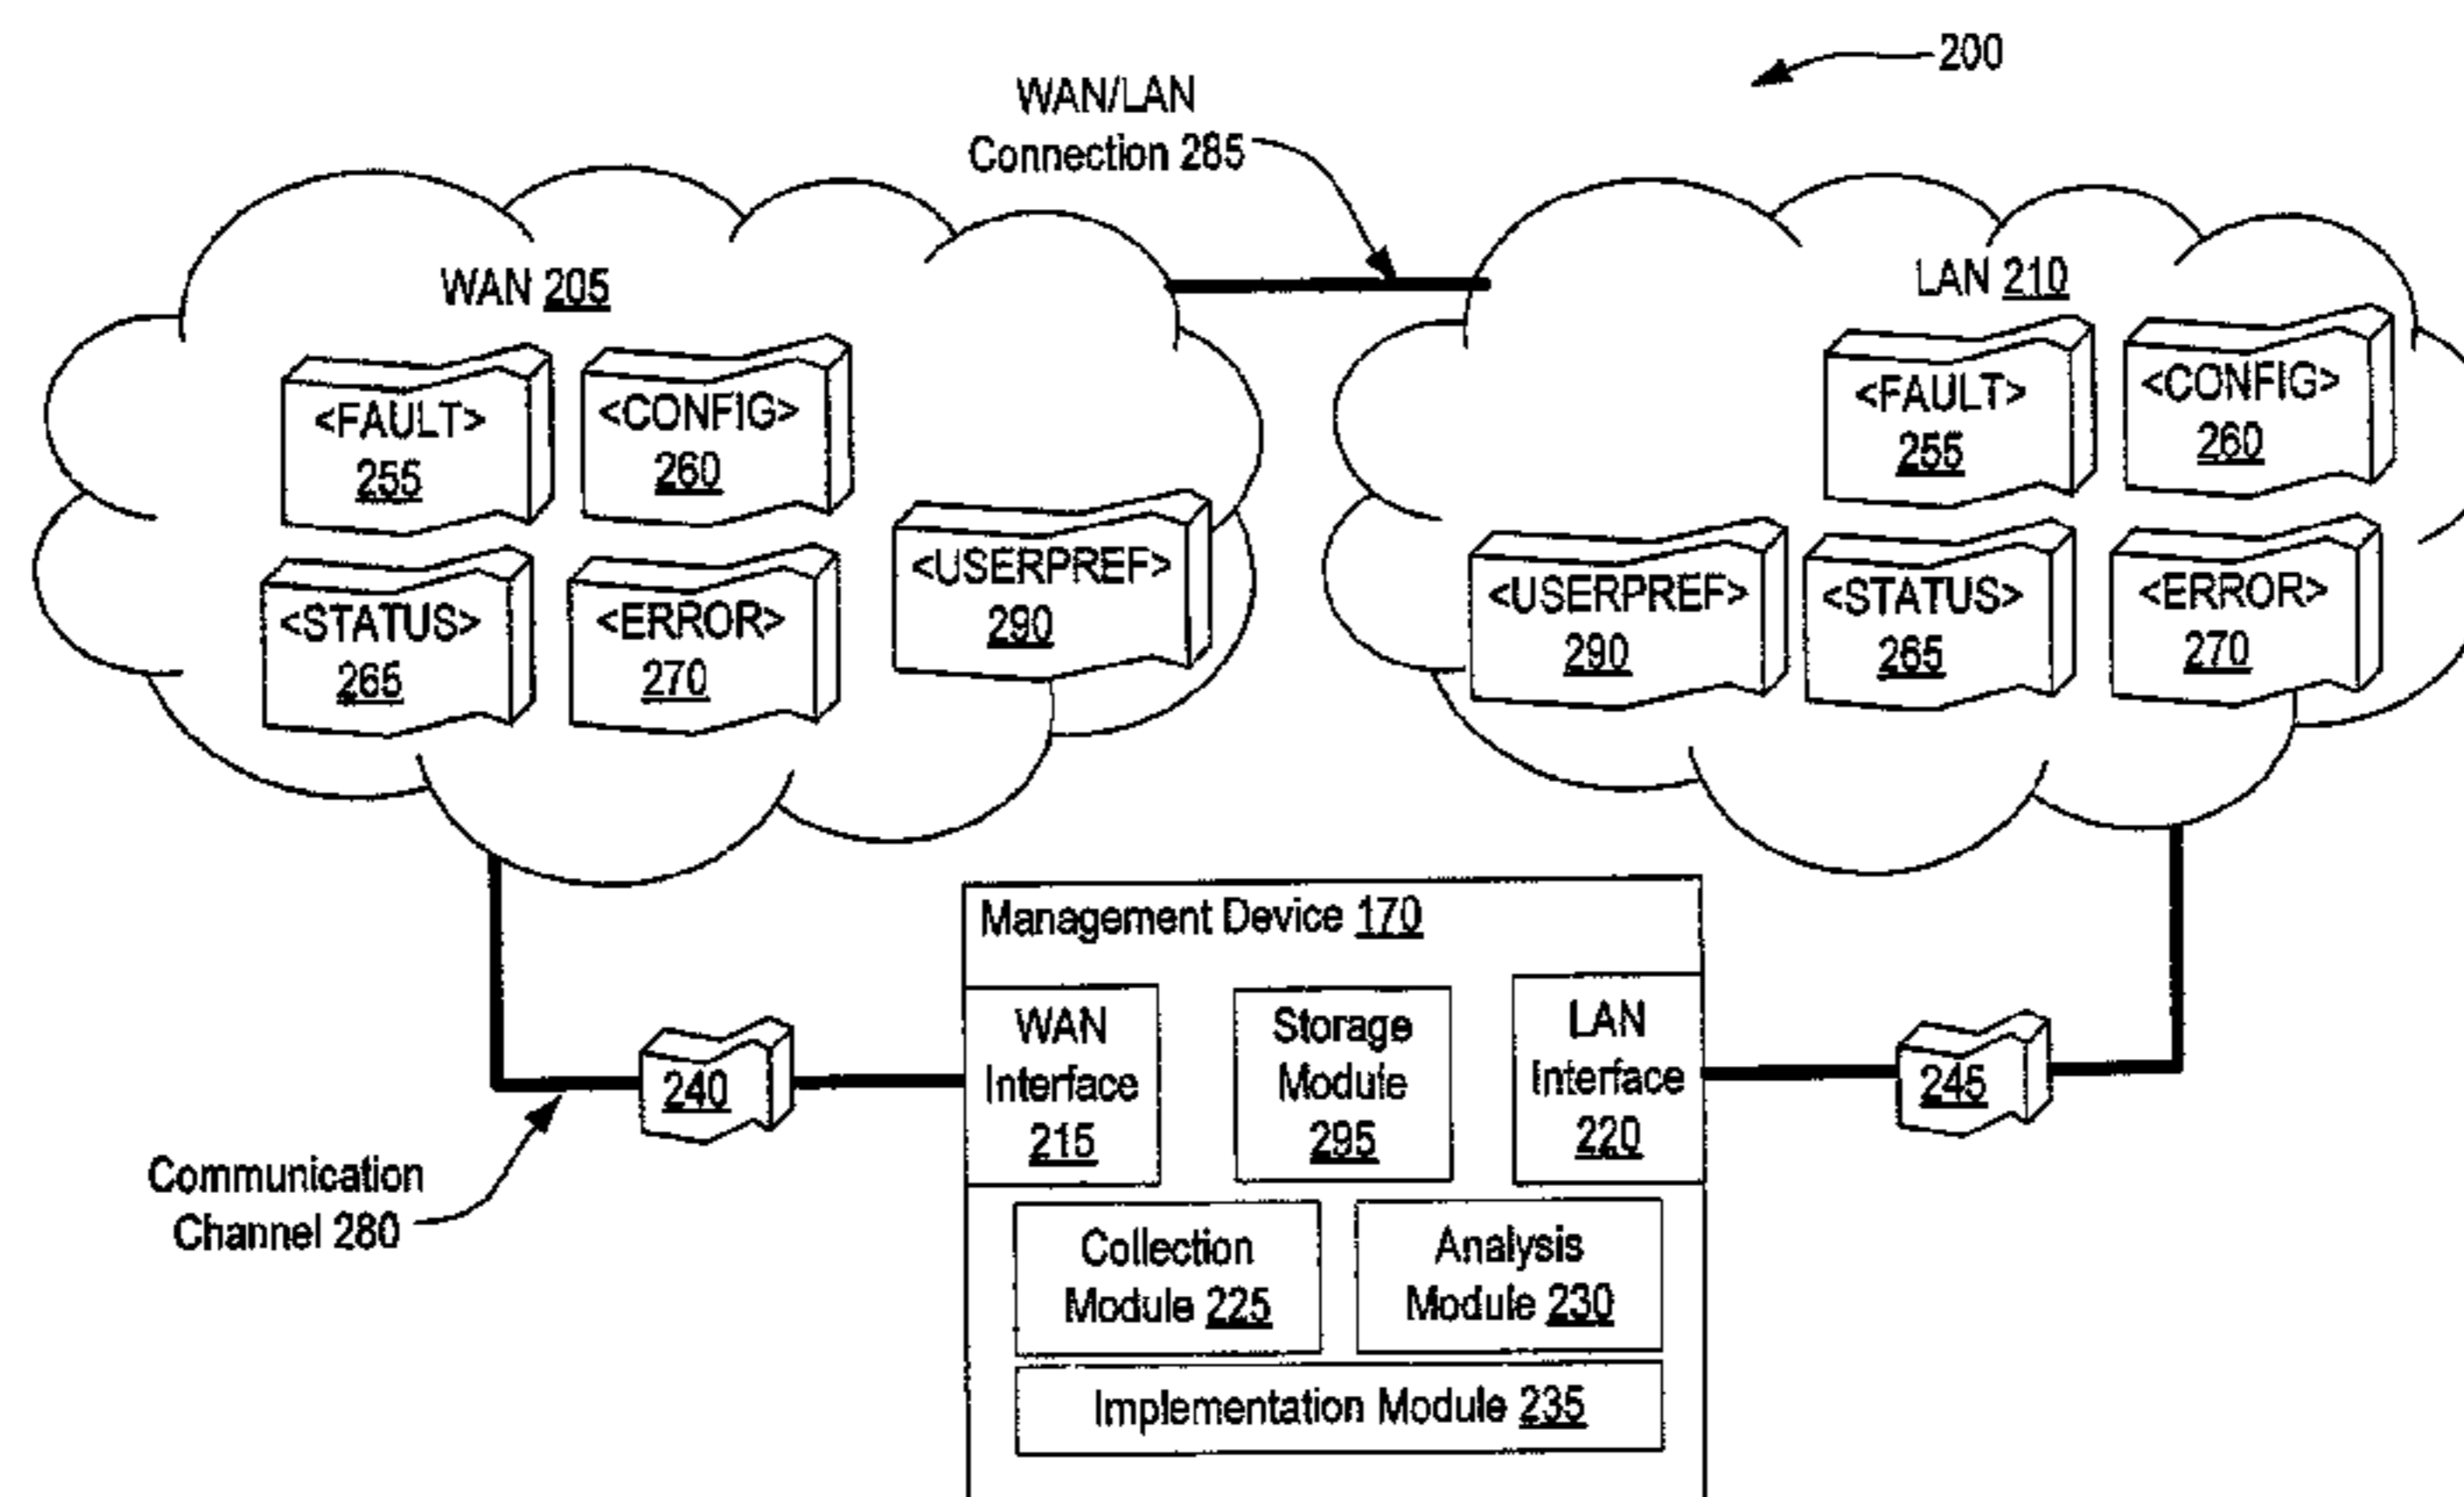 200
WAN/LAN
Connection 285
WAN 205
<FAULT>
255
<CONFIG>
260
<STATUS>
265
<ERROR>
270
<USERPREF>
290
LAN 210
<FAULT>
255
<CONFIG>
260
<USERPREF>
290
<STATUS>
265
<ERROR>
270
Management Device 170
WAN
Interface
215
Storage
Module
295
LAN
Interface
220
240
245
Communication
Channel 280
Collection
Module 225
Analysis
Module 230
Implementation Module 235